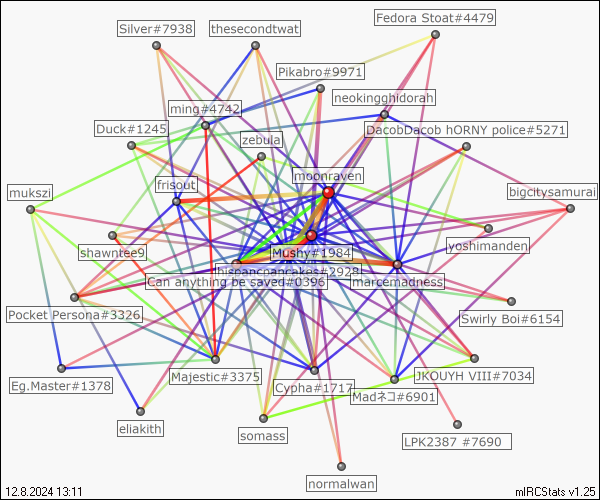 Silver#7938
thesecondtwat
Fedora Stoat#4479
Pikabro#9971
neokingghidorah
ming#4742
Duck#1245
DacobDacob hORNY police#5271
zebula
moonraven
frisout
mukszi
bigcitysamurai
shawntee9
yoshimanden
Mushy#1984
hispancpancakes#2928
Can anything be saved#0396
marcemadness
Pocket Persona#3326
Swirly Boi#6154
Majestic#3375
JKOUYH VIII#7034
Eg.Master#1378
Cypha#1717
Madネコ#6901
eliakith
somass
LPK2387 #7690
normalwan
12.8.2024 13:11
mIRCStats v1.25